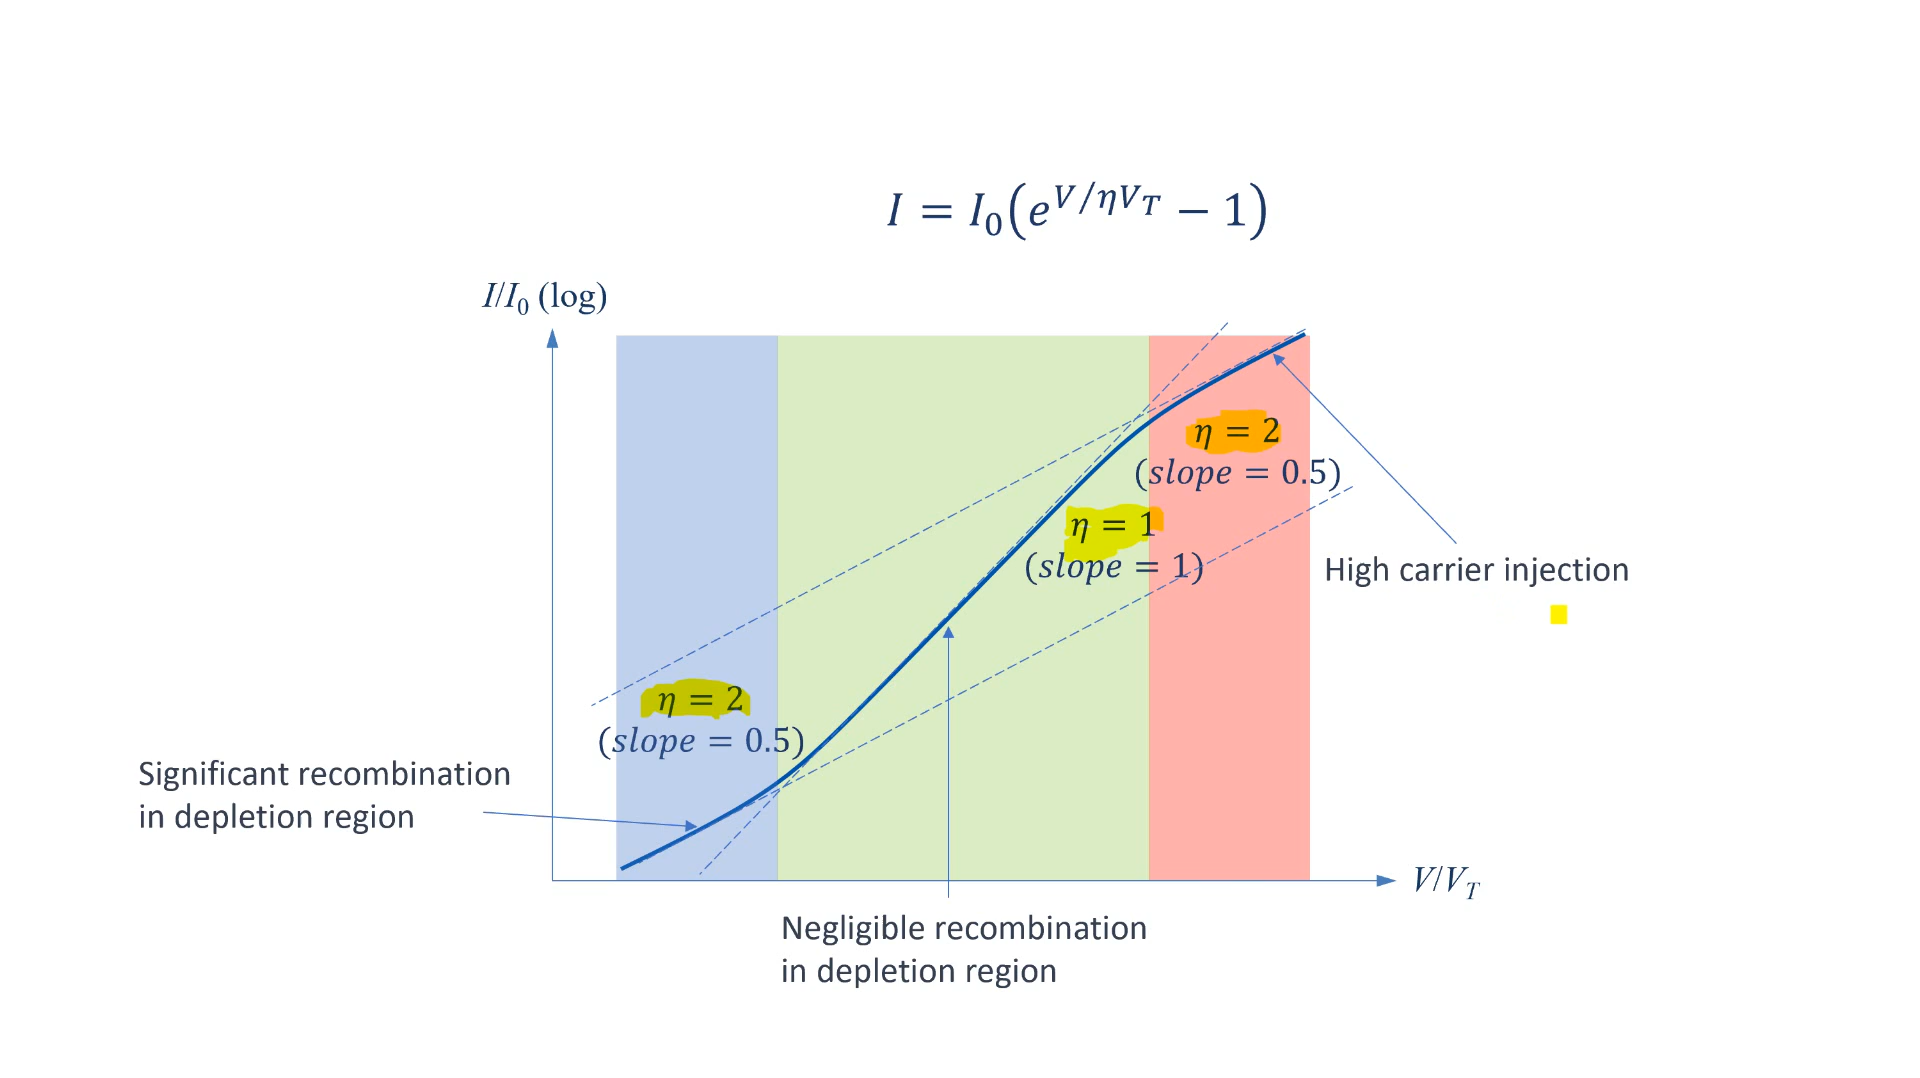 I = I₀(e^{V/ηV_T} − 1)
I/I₀ (log)
η = 2
(slope = 0.5)
η = 1
(slope = 1)
High carrier injection
η = 2
(slope = 0.5)
Significant recombination
in depletion region
V/V_T
Negligible recombination
in depletion region